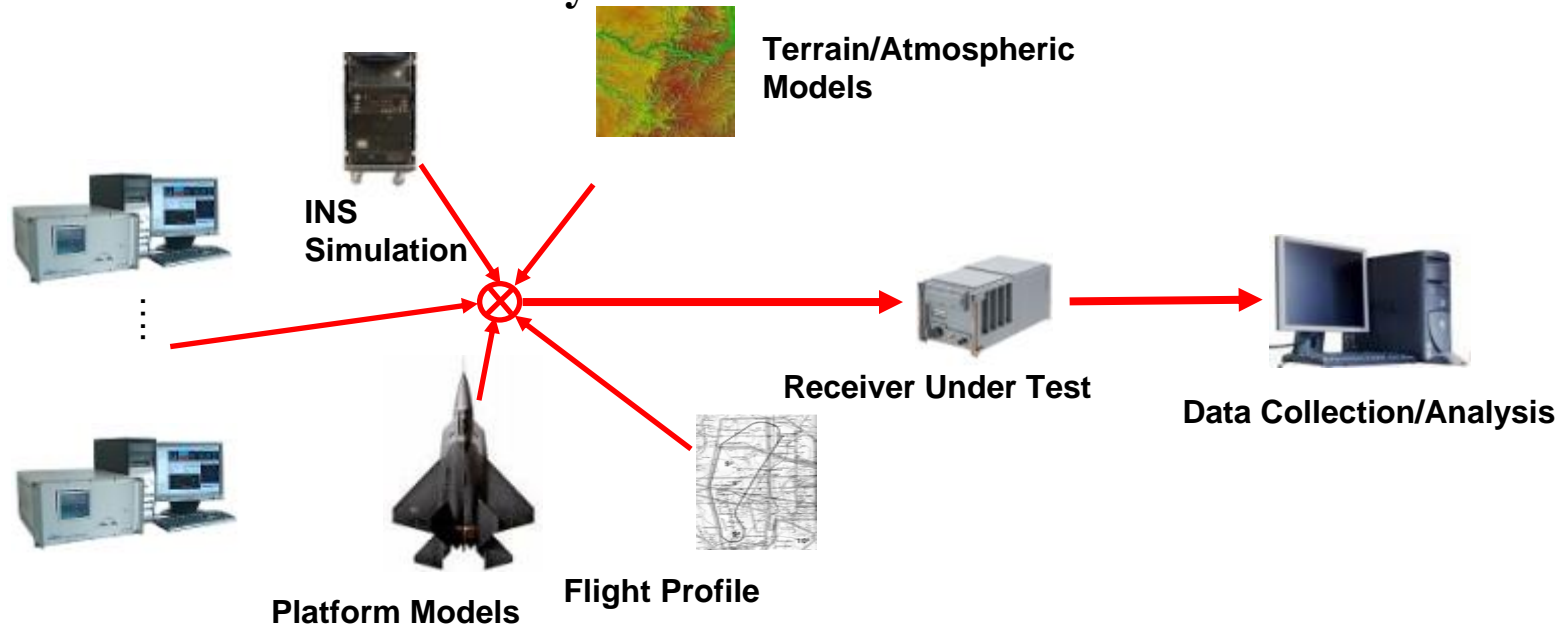 Terrain/Atmospheric
Models
INS
Simulation
Receiver Under Test
Data Collection/Analysis
Flight Profile
Platform Models